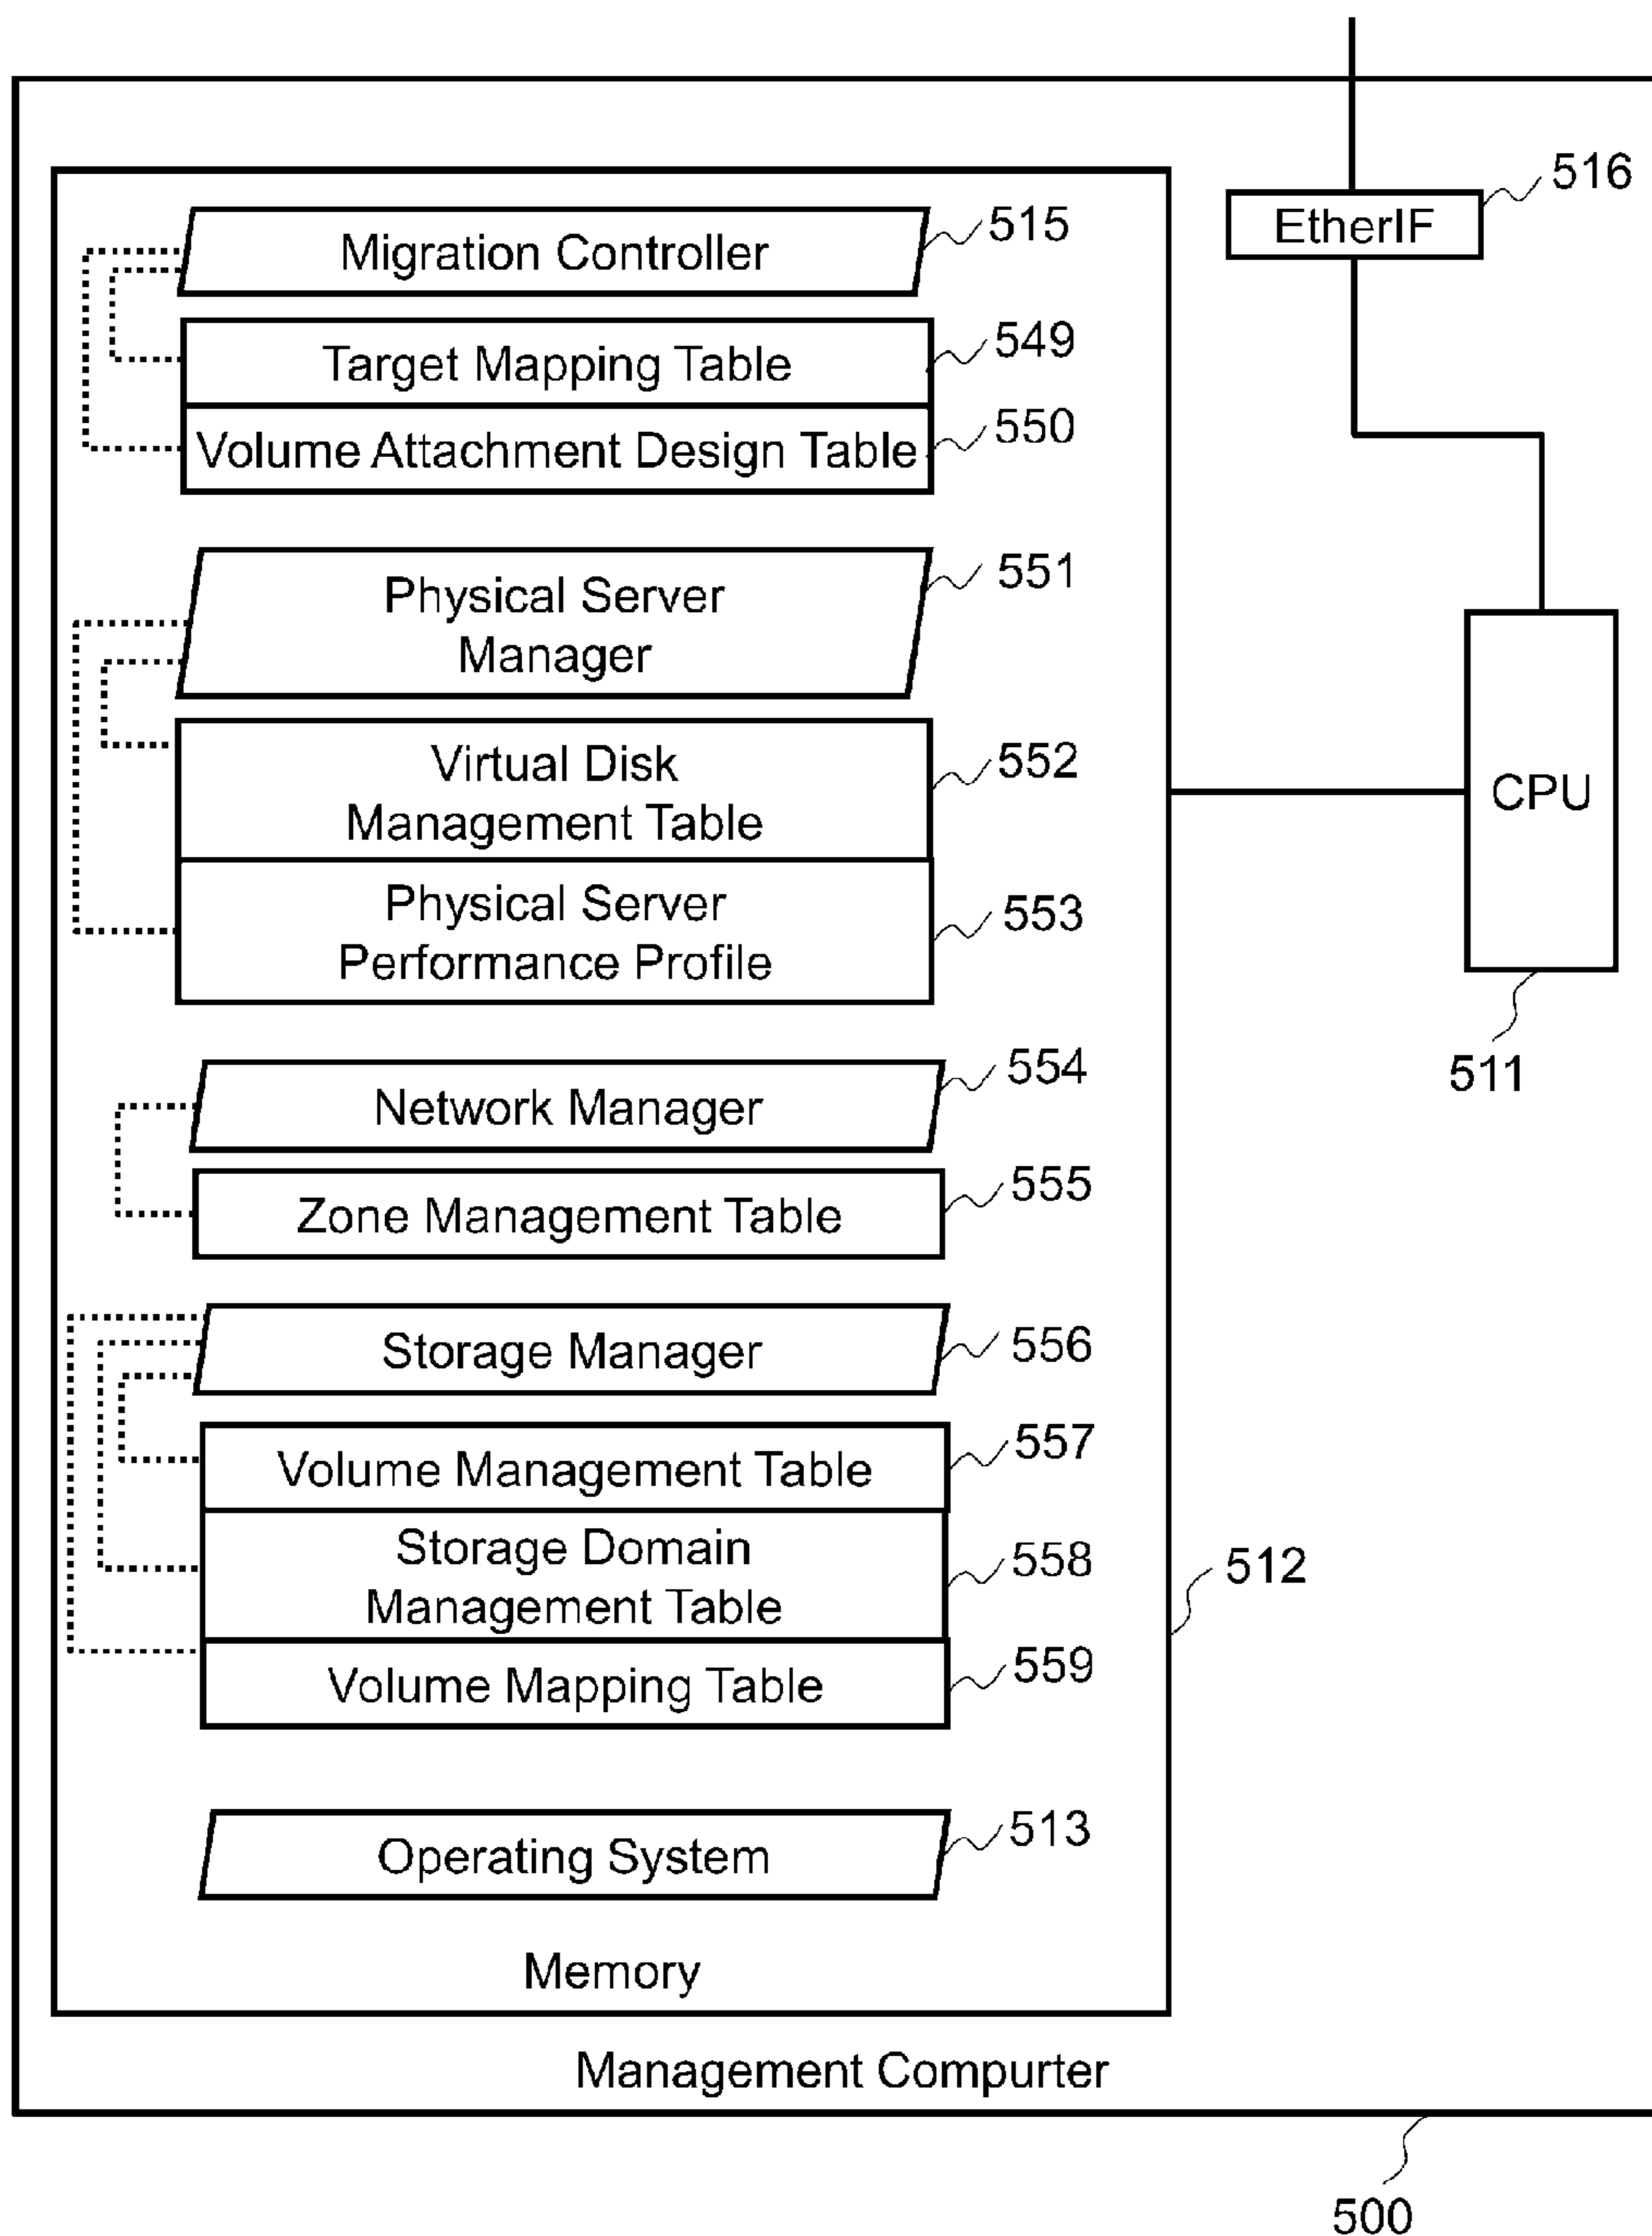 516
EtherIF
515
Migration Controller
549
Target Mapping Table
550
Volume Attachment Design Table
551
Physical Server
Manager
552
Virtual Disk
Management Table
CPU
553
Physical Server
Performance Profile
511
554
Network Manager
555
Zone Management Table
556
Storage Manager
557
Volume Management Table
558
Storage Domain
Management Table
512
559
Volume Mapping Table
513
Operating System
Memory
Management Compurter
500